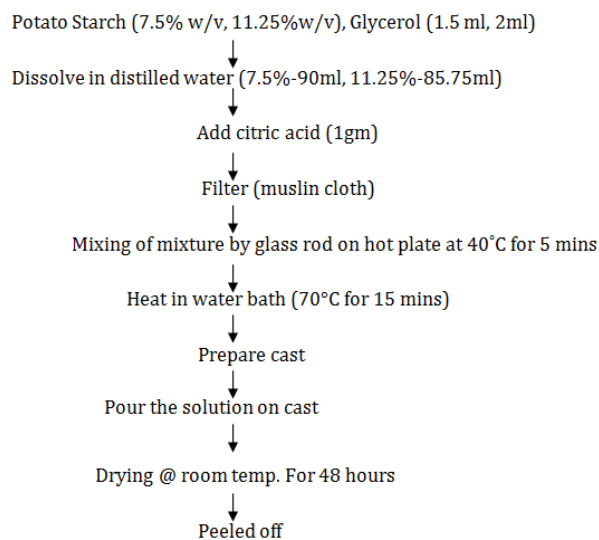 Potato Starch (7.5% w/v, 11.25%w/v), Glycerol (1.5 ml, 2ml)
Dissolve in distilled water (7.5%-90ml, 11.25%-85.75ml)
Add citric acid (1gm)
Filter (muslin cloth)
Mixing of mixture by glass rod on hot plate at 40°C for 5 mins
Heat in water bath (70°C for 15 mins)
Prepare cast
Pour the solution on cast
Drying @ room temp. For 48 hours
Peeled off